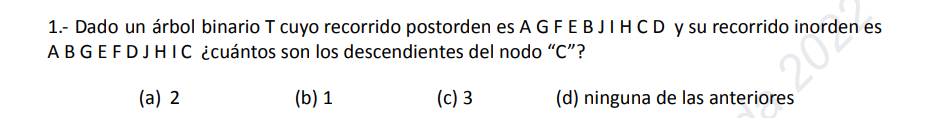 1.- Dado un árbol binario T cuyo recorrido postorden es A G F E B J I H C D y su recorrido inorden es
A B G E F D J H I C ¿cuántos son los descendientes del nodo “C”?
(a) 2 (b) 1 (c) 3 (d) ninguna de las anteriores